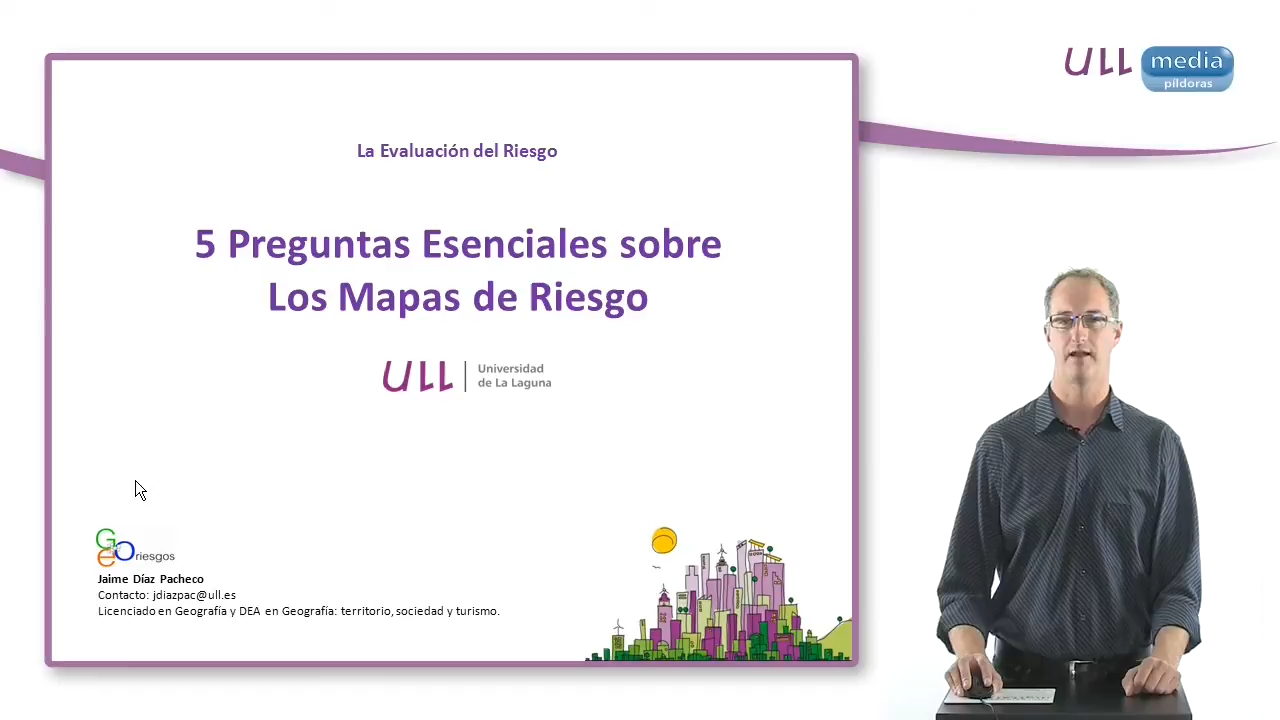 ULL media
píldoras
La Evaluación del Riesgo
5 Preguntas Esenciales sobre
Los Mapas de Riesgo
ULL Universidad
de La Laguna
GeOriesgos
Jaime Díaz Pacheco
Contacto: jdiazpac@ull.es
Licenciado en Geografía y DEA en Geografía: territorio, sociedad y turismo.